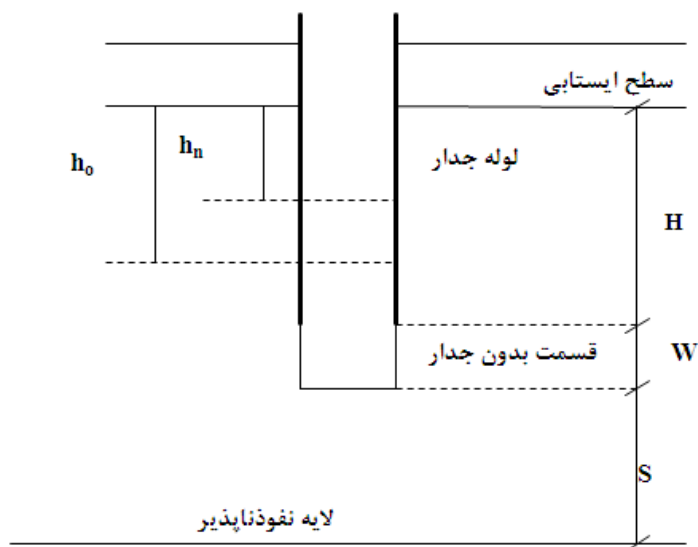 سطح ایستابی
h₀
hₙ
لوله جدار
H
قسمت بدون جدار
W
S
لایه نفوذناپذیر